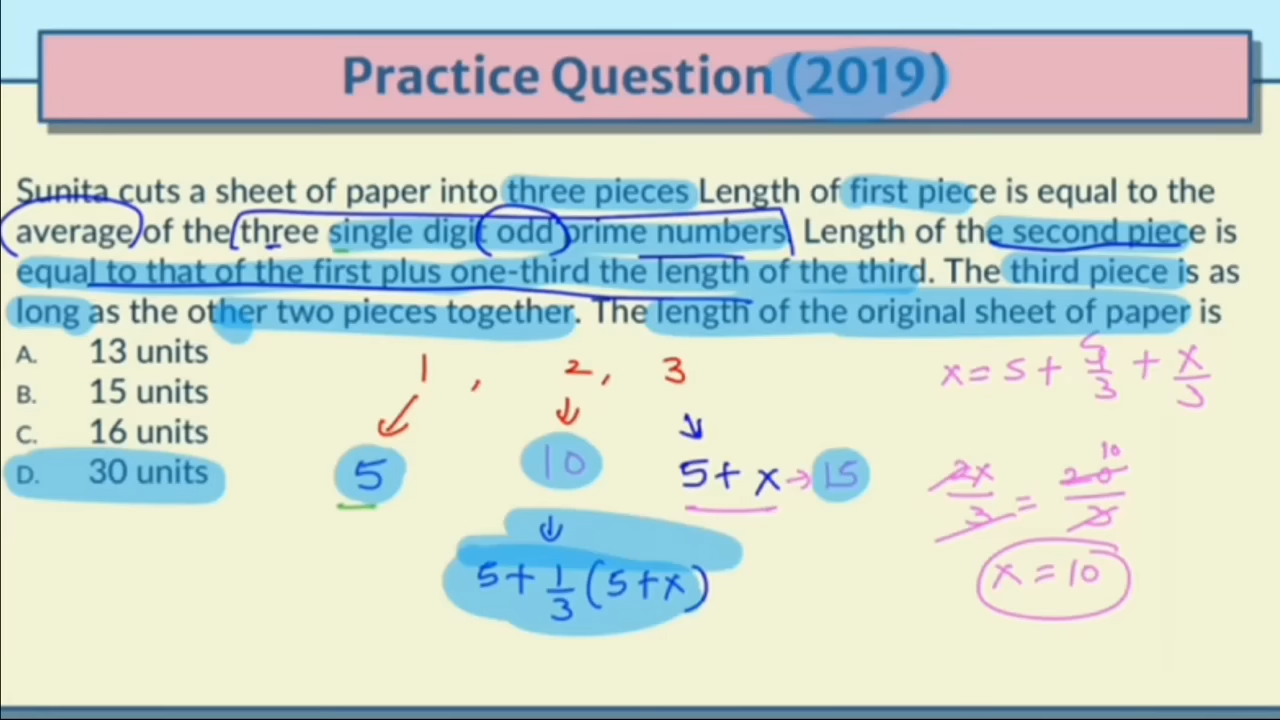 Practice Question (2019)
Sunita cuts a sheet of paper into three pieces Length of first piece is equal to the
average of the three single digit odd prime numbers. Length of the second piece is
equal to that of the first plus one-third the length of the third. The third piece is as
long as the other two pieces together. The length of the original sheet of paper is
A. 13 units
B. 15 units
C. 16 units
D. 30 units
1 , 2, 3
5 10 5+x → 15
5+1/3(5+x)
x=5+5/3+x/3
2x/3=20/3 10
x=10